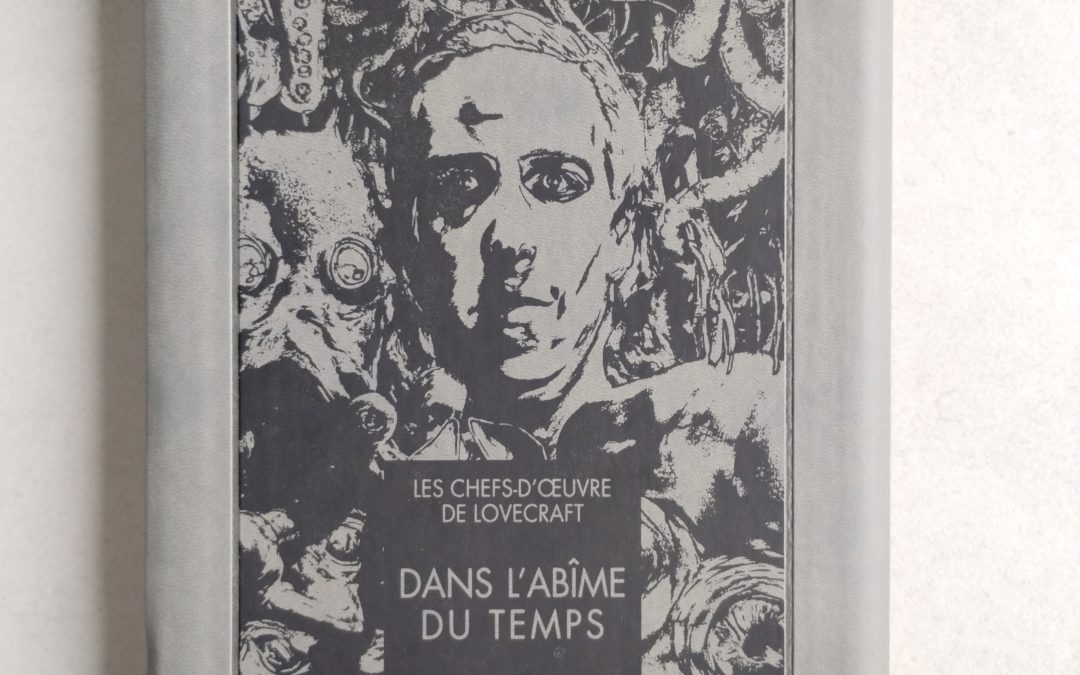 LES CHEFS-D'ŒUVRE
DE LOVECRAFT
DANS L'ABÎME
DU TEMPS